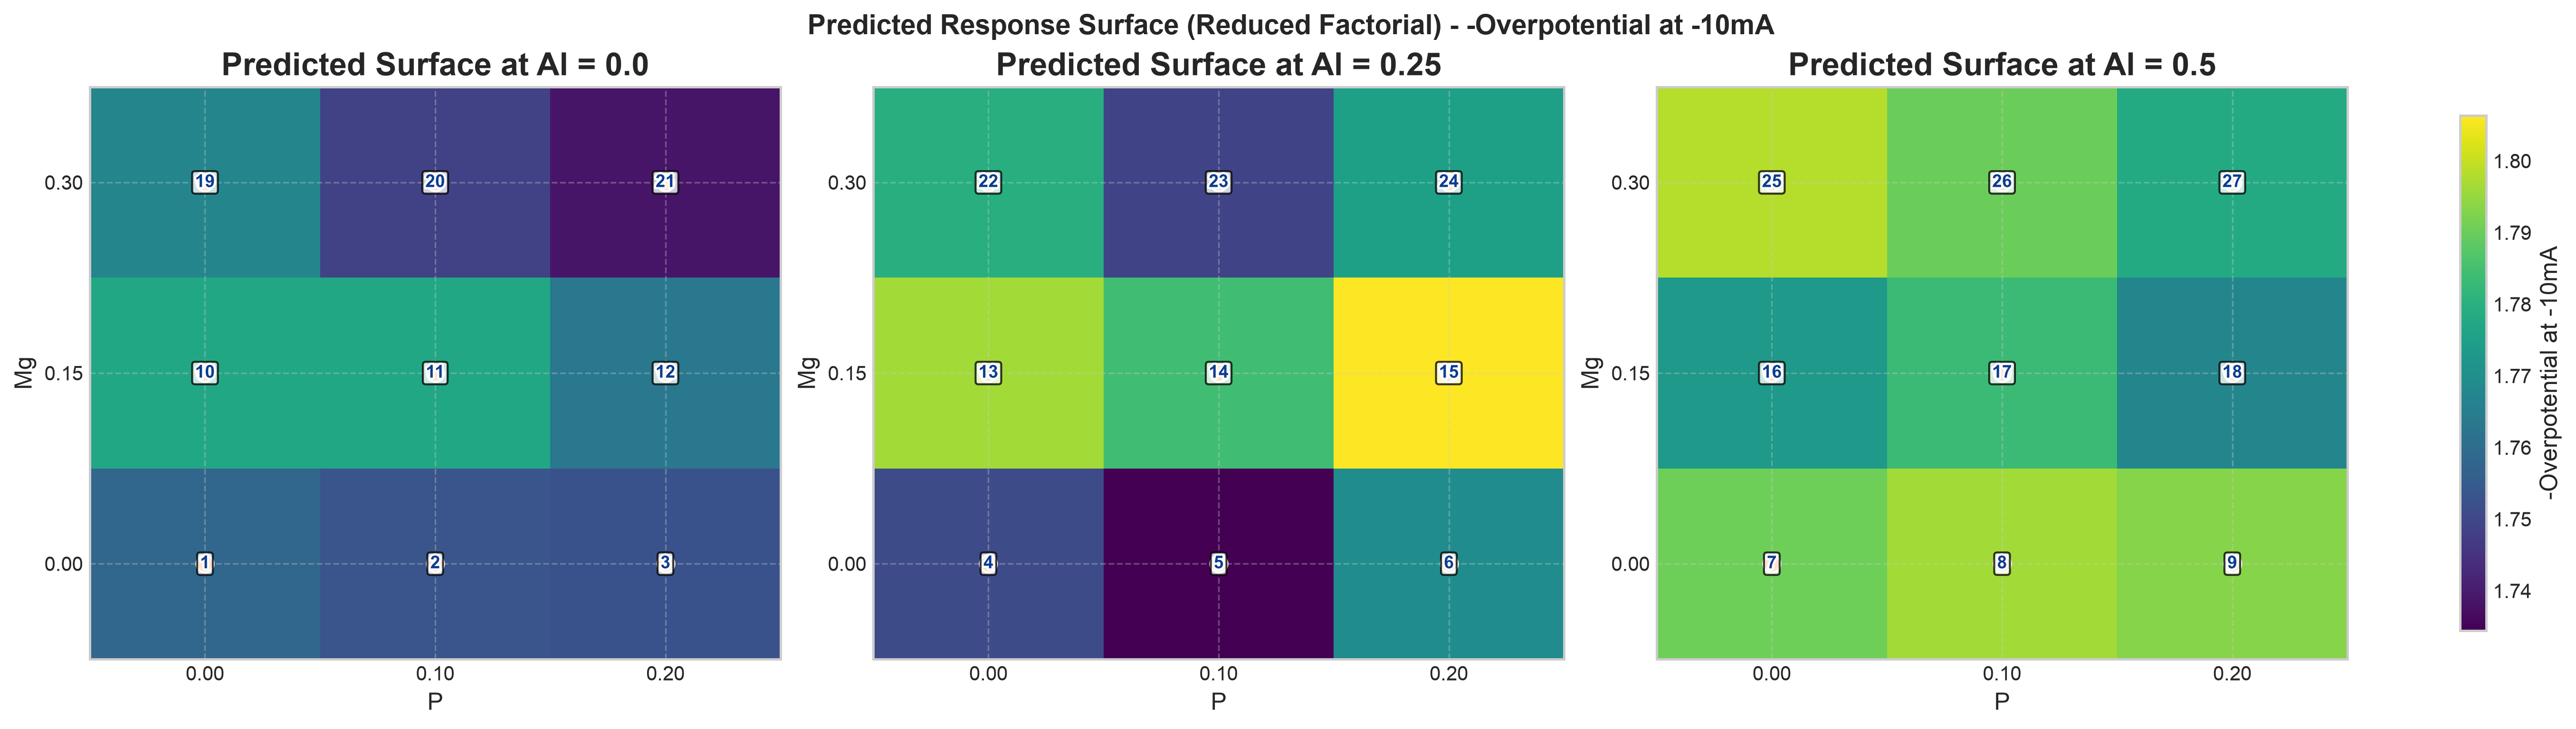 Predicted Response Surface (Reduced Factorial) - -Overpotential at -10mA
Predicted Surface at Al = 0.0
Mg
0.30
0.15
0.00
19 20 21
10 11 12
1 2 3
0.00 0.10 0.20
P
Predicted Surface at Al = 0.25
Mg
0.30
0.15
0.00
22 23 24
13 14 15
4 5 6
0.00 0.10 0.20
P
Predicted Surface at Al = 0.5
Mg
0.30
0.15
0.00
25 26 27
16 17 18
7 8 9
0.00 0.10 0.20
P
1.80
1.79
1.78
1.77
1.76
1.75
1.74
-Overpotential at -10mA